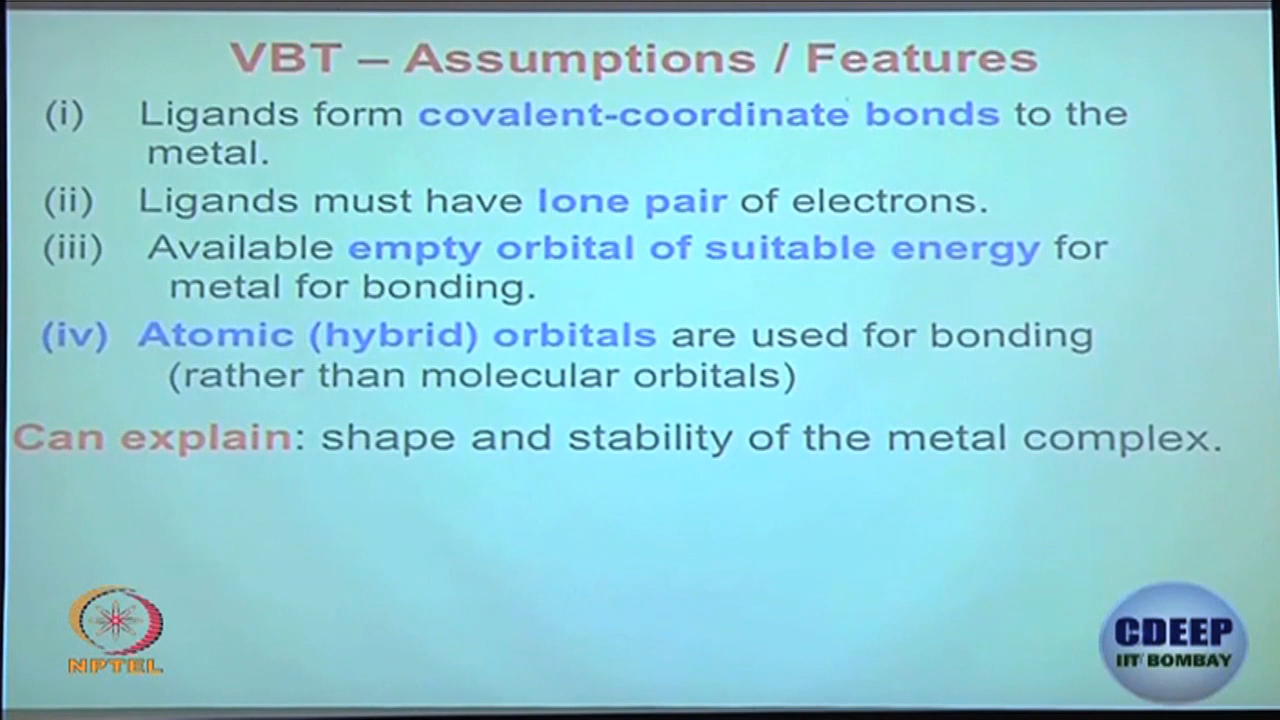 VBT – Assumptions / Features
(i) Ligands form covalent-coordinate bonds to the
metal.
(ii) Ligands must have lone pair of electrons.
(iii) Available empty orbital of suitable energy for
metal for bonding.
(iv) Atomic (hybrid) orbitals are used for bonding
(rather than molecular orbitals)
Can explain: shape and stability of the metal complex.
NPTEL
CDEEP
IIT BOMBAY